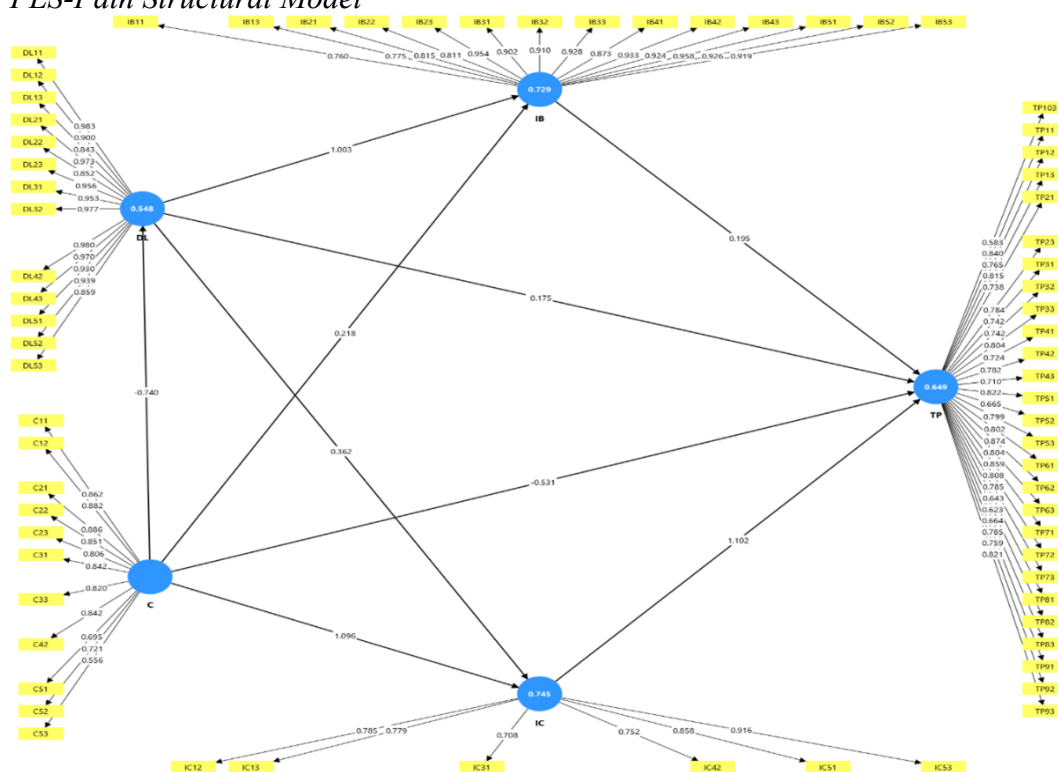 PLS-Path Structural Model
IB11
IB13
IB21
IB22
IB23
IB31
IB32
IB33
IB41
IB42
IB43
IB51
IB52
IB53
0.760
0.775
0.815
0.811
0.954
0.902
0.910
0.928
0.873
0.933
0.924
0.958
0.926
0.919
0.729
IB
DL11
DL12
DL13
DL21
DL22
DL23
DL31
DL32
DL42
DL43
DL51
DL52
DL53
0.983
0.900
0.843
0.973
0.852
0.956
0.953
0.977
0.980
0.970
0.930
0.939
0.859
0.548
DL
1.003
0.195
0.175
0.218
0.362
-0.740
-0.531
1.102
1.096
C11
C12
C21
C22
C23
C31
C33
C42
C51
C52
C53
0.862
0.882
0.886
0.851
0.806
0.842
0.820
0.842
0.695
0.721
0.556
C
TP103
TP11
TP12
TP13
TP21
TP23
TP31
TP32
TP33
TP41
TP42
TP43
TP51
TP52
TP53
TP61
TP62
TP63
TP71
TP72
TP73
TP81
TP82
TP83
TP91
TP92
TP93
0.583
0.840
0.765
0.815
0.738
0.784
0.742
0.742
0.804
0.724
0.782
0.710
0.822
0.665
0.799
0.802
0.874
0.804
0.859
0.808
0.785
0.643
0.623
0.664
0.785
0.759
0.821
0.649
TP
0.745
IC
0.785
0.779
0.708
0.752
0.858
0.916
IC12
IC13
IC31
IC42
IC51
IC53